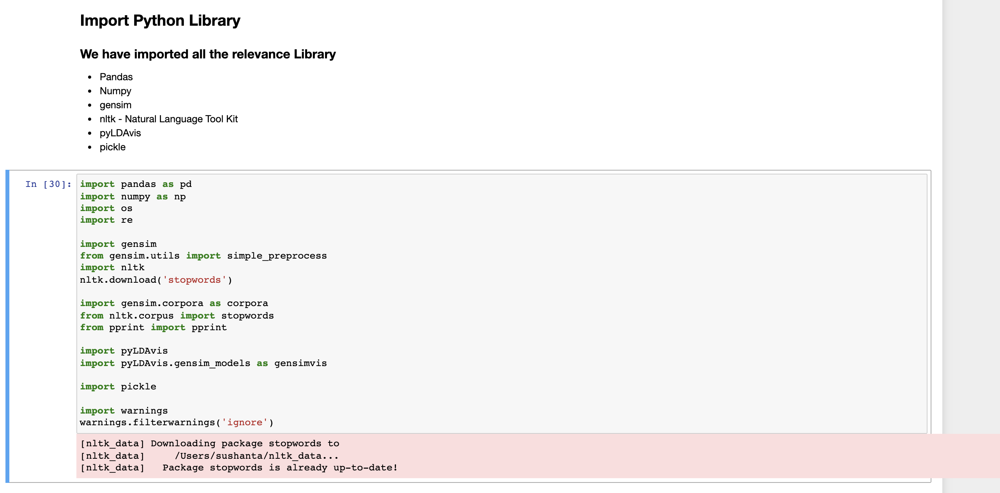 Import Python Library
We have imported all the relevance Library
• Pandas
• Numpy
• gensim
• nltk - Natural Language Tool Kit
• pyLDAvis
• pickle
In [30]:
import pandas as pd
import numpy as np
import os
import re
import gensim
from gensim.utils import simple_preprocess
import nltk
nltk.download('stopwords')
import gensim.corpora as corpora
from nltk.corpus import stopwords
from pprint import pprint
import pyLDAvis
import pyLDAvis.gensim_models as gensimvis
import pickle
import warnings
warnings.filterwarnings('ignore')
[nltk_data] Downloading package stopwords to
[nltk_data]     /Users/sushanta/nltk_data...
[nltk_data]   Package stopwords is already up-to-date!